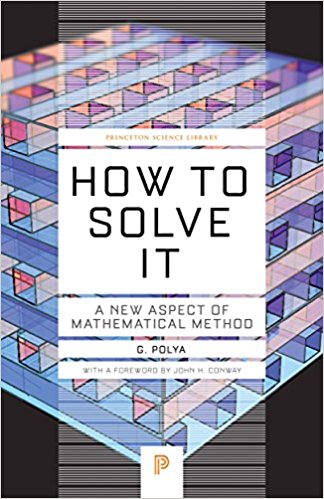 PRINCETON SCIENCE LIBRARY
HOW TO
SOLVE
IT
A NEW ASPECT OF
MATHEMATICAL METHOD
G. POLYA
WITH A FOREWORD BY JOHN H. CONWAY
P